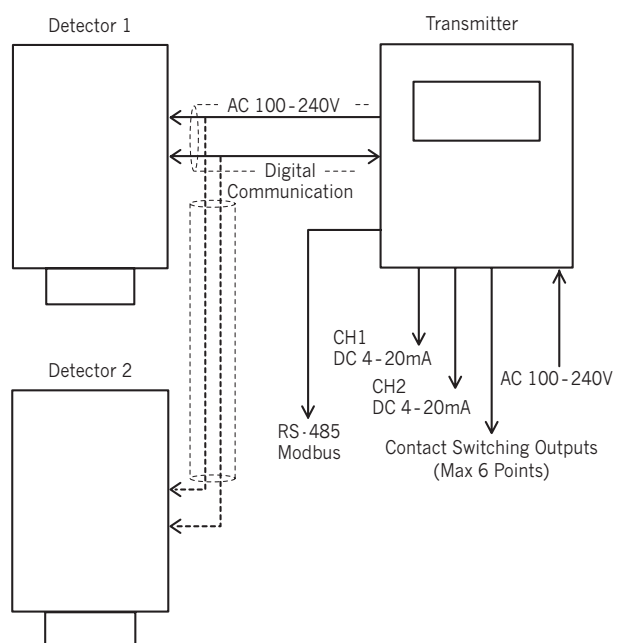 Detector 1
Transmitter
AC 100-240V
Digital
Communication
CH1
DC 4-20mA
CH2
DC 4-20mA
AC 100-240V
RS-485
Modbus
Contact Switching Outputs
(Max 6 Points)
Detector 2